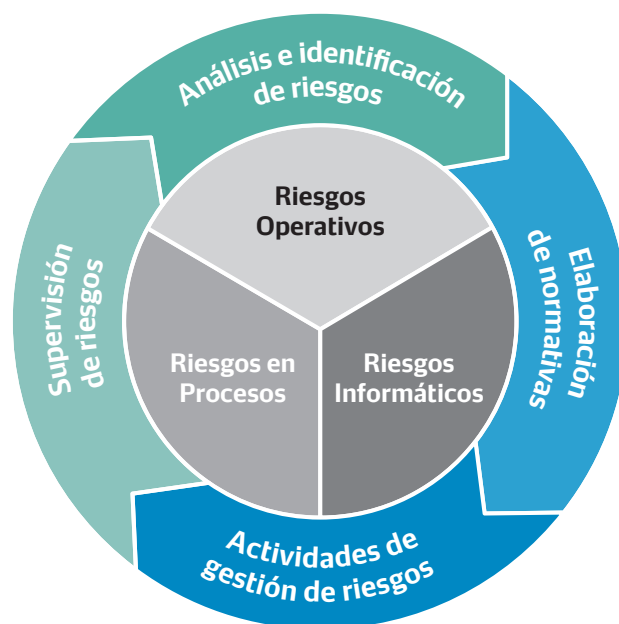 Análisis e identificación
de riesgos
Riesgos
Operativos
Elaboración
de normativas
Supervisión
de riesgos
Riesgos en
Procesos
Riesgos
Informáticos
Actividades de
gestión de riesgos